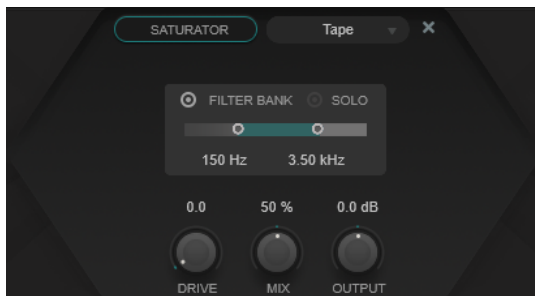 SATURATOR Tape
FILTER BANK SOLO
150 Hz 3.50 kHz
0.0 50 % 0.0 dB
DRIVE MIX OUTPUT